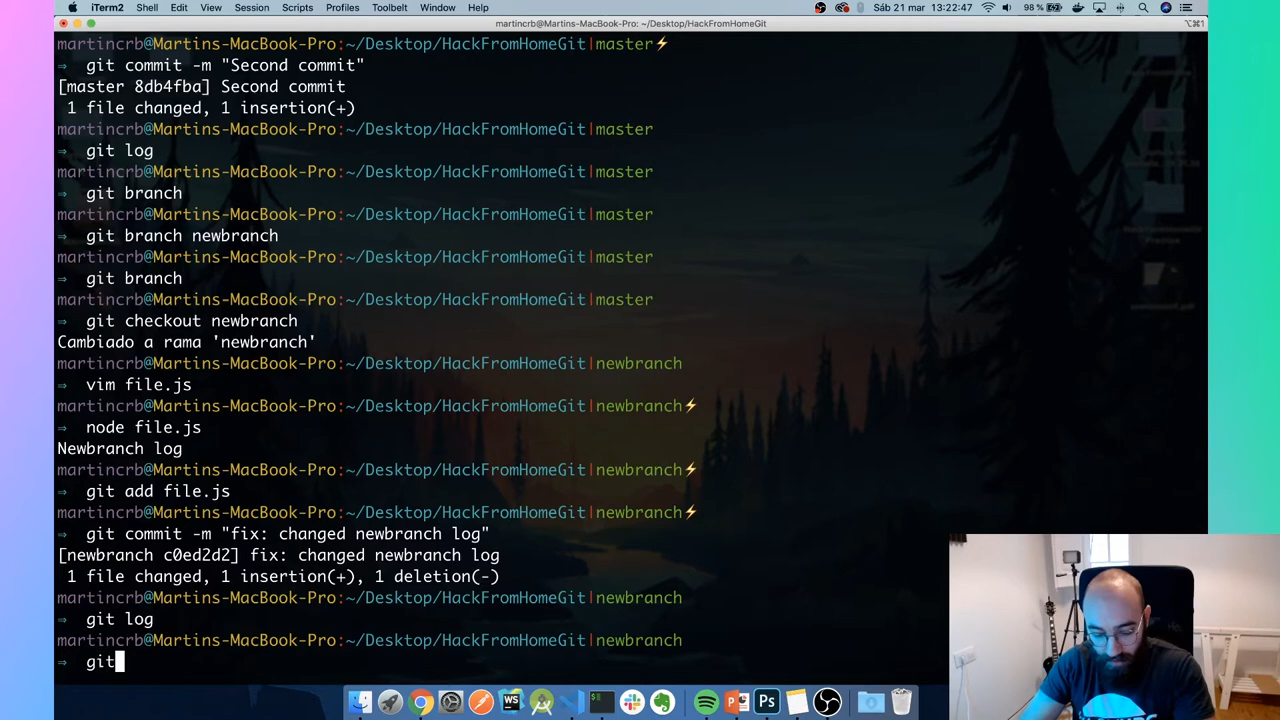 iTerm2 Shell Edit View Session Scripts Profiles Toolbelt Window Help 98 % Sáb 21 mar 13:22:47
martincrb@Martins-MacBook-Pro: ~/Desktop/HackFromHomeGit ⌥⌘1
martincrb@Martins-MacBook-Pro:~/Desktop/HackFromHomeGit|master⚡
⇒ git commit -m "Second commit"
[master 8db4fba] Second commit
1 file changed, 1 insertion(+)
martincrb@Martins-MacBook-Pro:~/Desktop/HackFromHomeGit|master
⇒ git log
martincrb@Martins-MacBook-Pro:~/Desktop/HackFromHomeGit|master
⇒ git branch
martincrb@Martins-MacBook-Pro:~/Desktop/HackFromHomeGit|master
⇒ git branch newbranch
martincrb@Martins-MacBook-Pro:~/Desktop/HackFromHomeGit|master
⇒ git branch
martincrb@Martins-MacBook-Pro:~/Desktop/HackFromHomeGit|master
⇒ git checkout newbranch
Cambiado a rama 'newbranch'
martincrb@Martins-MacBook-Pro:~/Desktop/HackFromHomeGit|newbranch
⇒ vim file.js
martincrb@Martins-MacBook-Pro:~/Desktop/HackFromHomeGit|newbranch⚡
⇒ node file.js
Newbranch log
martincrb@Martins-MacBook-Pro:~/Desktop/HackFromHomeGit|newbranch⚡
⇒ git add file.js
martincrb@Martins-MacBook-Pro:~/Desktop/HackFromHomeGit|newbranch⚡
⇒ git commit -m "fix: changed newbranch log"
[newbranch c0ed2d2] fix: changed newbranch log
1 file changed, 1 insertion(+), 1 deletion(-)
martincrb@Martins-MacBook-Pro:~/Desktop/HackFromHomeGit|newbranch
⇒ git log
martincrb@Martins-MacBook-Pro:~/Desktop/HackFromHomeGit|newbranch
⇒ git
WS
Ps